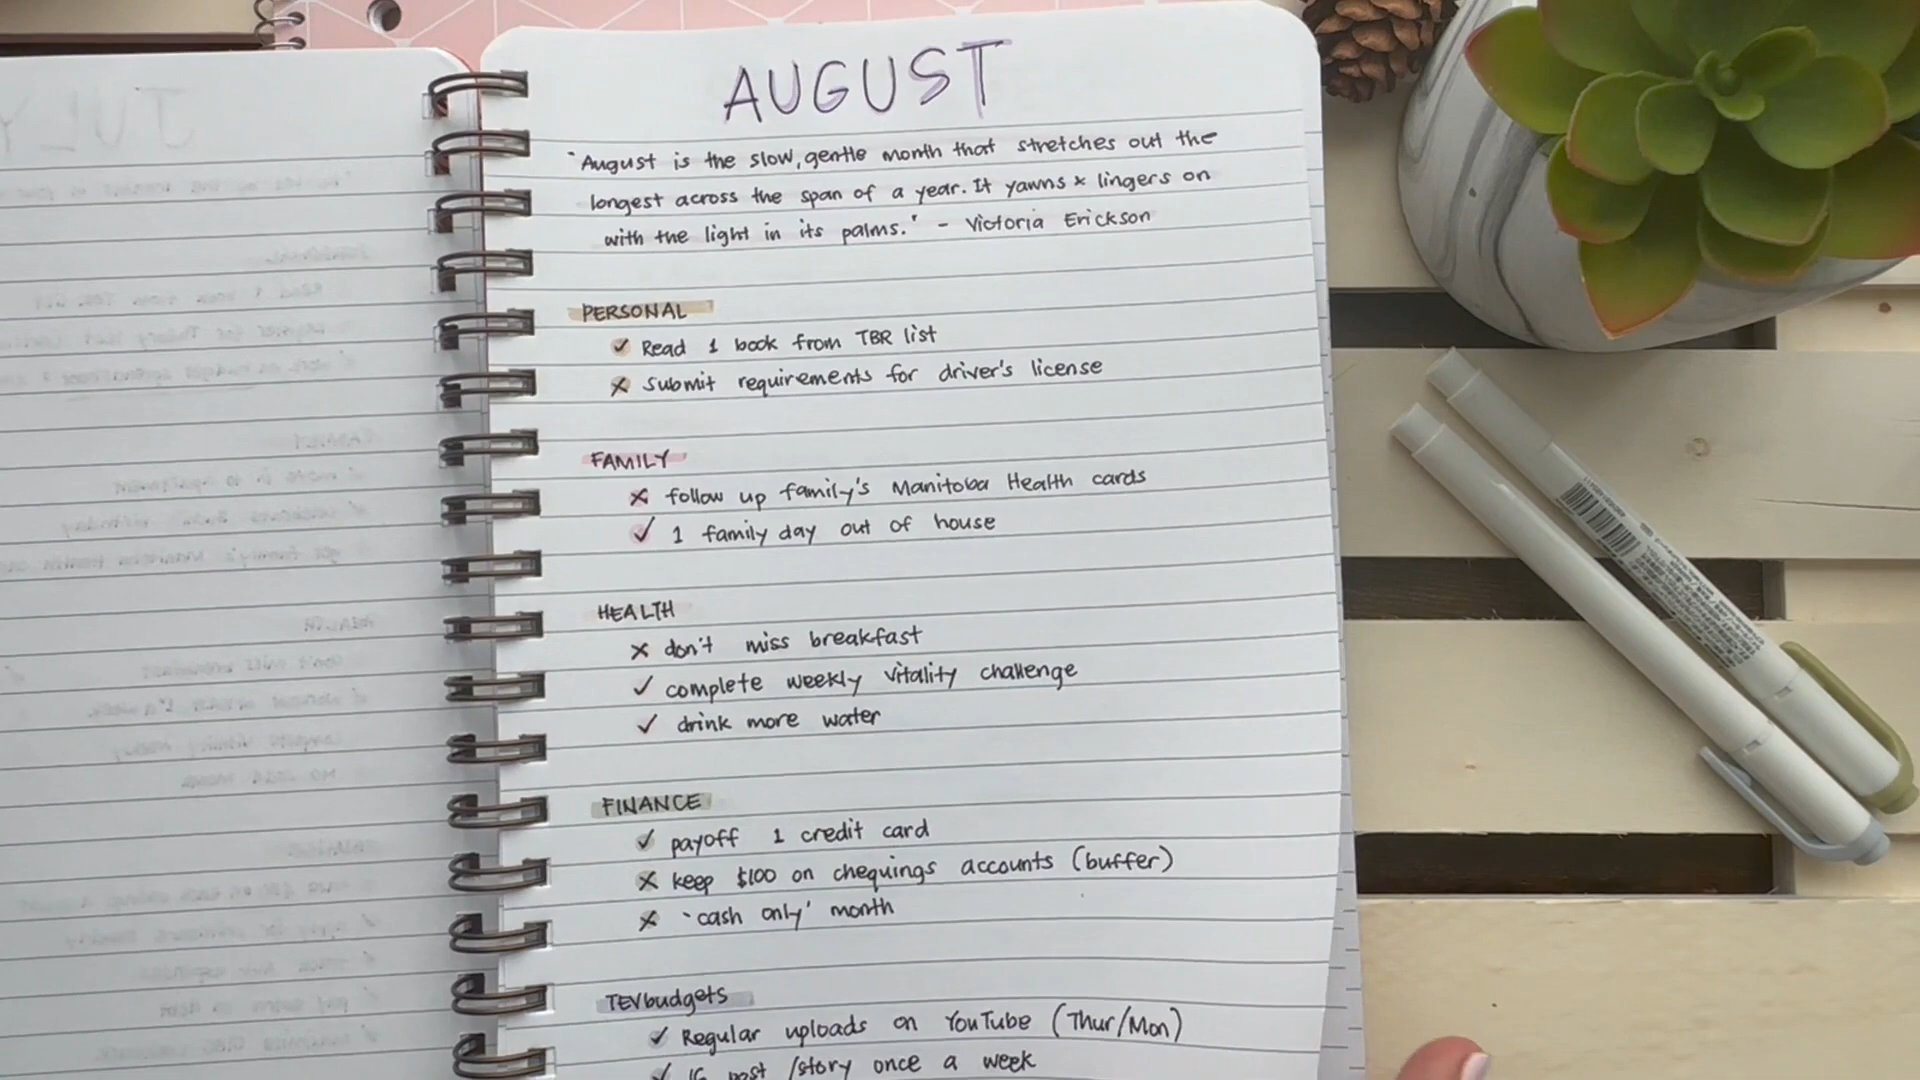 AUGUST
"August is the slow, gentle month that stretches out the
longest across the span of a year. It yawns & lingers on
with the light in its palms." - Victoria Erickson
PERSONAL
✓ Read 1 book from TBR list
✗ Submit requirements for driver's license
FAMILY
✗ follow up family's Manitoba Health cards
✓ 1 family day out of house
HEALTH
✗ don't miss breakfast
✓ complete weekly vitality challenge
✓ drink more water
FINANCE
✓ payoff 1 credit card
✗ keep $100 on chequings accounts (buffer)
✗ 'cash only' month
TEVbudgets
✓ Regular uploads on YouTube (Thur/Mon)
✓ IG post /story once a week